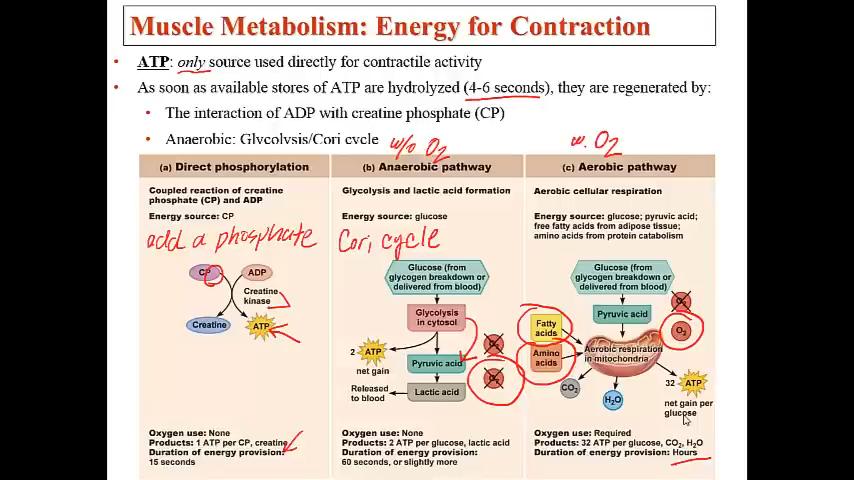 Muscle Metabolism: Energy for Contraction
• ATP: only source used directly for contractile activity
• As soon as available stores of ATP are hydrolyzed (4-6 seconds), they are regenerated by:
• The interaction of ADP with creatine phosphate (CP)
• Anaerobic: Glycolysis/Cori cycle
w/o O2
w. O2
(a) Direct phosphorylation
Coupled reaction of creatine
phosphate (CP) and ADP
Energy source: CP
add a phosphate
CP
ADP
Creatine
kinase
Creatine
ATP
Oxygen use: None
Products: 1 ATP per CP, creatine
Duration of energy provision:
15 seconds
(b) Anaerobic pathway
Glycolysis and lactic acid formation
Energy source: glucose
Cori cycle
Glucose (from
glycogen breakdown or
delivered from blood)
Glycolysis
in cytosol
O2
2 ATP
net gain
Pyruvic acid
O2
Released
to blood
Lactic acid
Oxygen use: None
Products: 2 ATP per glucose, lactic acid
Duration of energy provision:
60 seconds, or slightly more
(c) Aerobic pathway
Aerobic cellular respiration
Energy source: glucose; pyruvic acid;
free fatty acids from adipose tissue;
amino acids from protein catabolism
Glucose (from
glycogen breakdown or
delivered from blood)
O2
Pyruvic acid
Fatty
acids
O2
Amino
acids
Aerobic respiration
in mitochondria
CO2
H2O
32 ATP
net gain per
glucose
Oxygen use: Required
Products: 32 ATP per glucose, CO2, H2O
Duration of energy provision: Hours